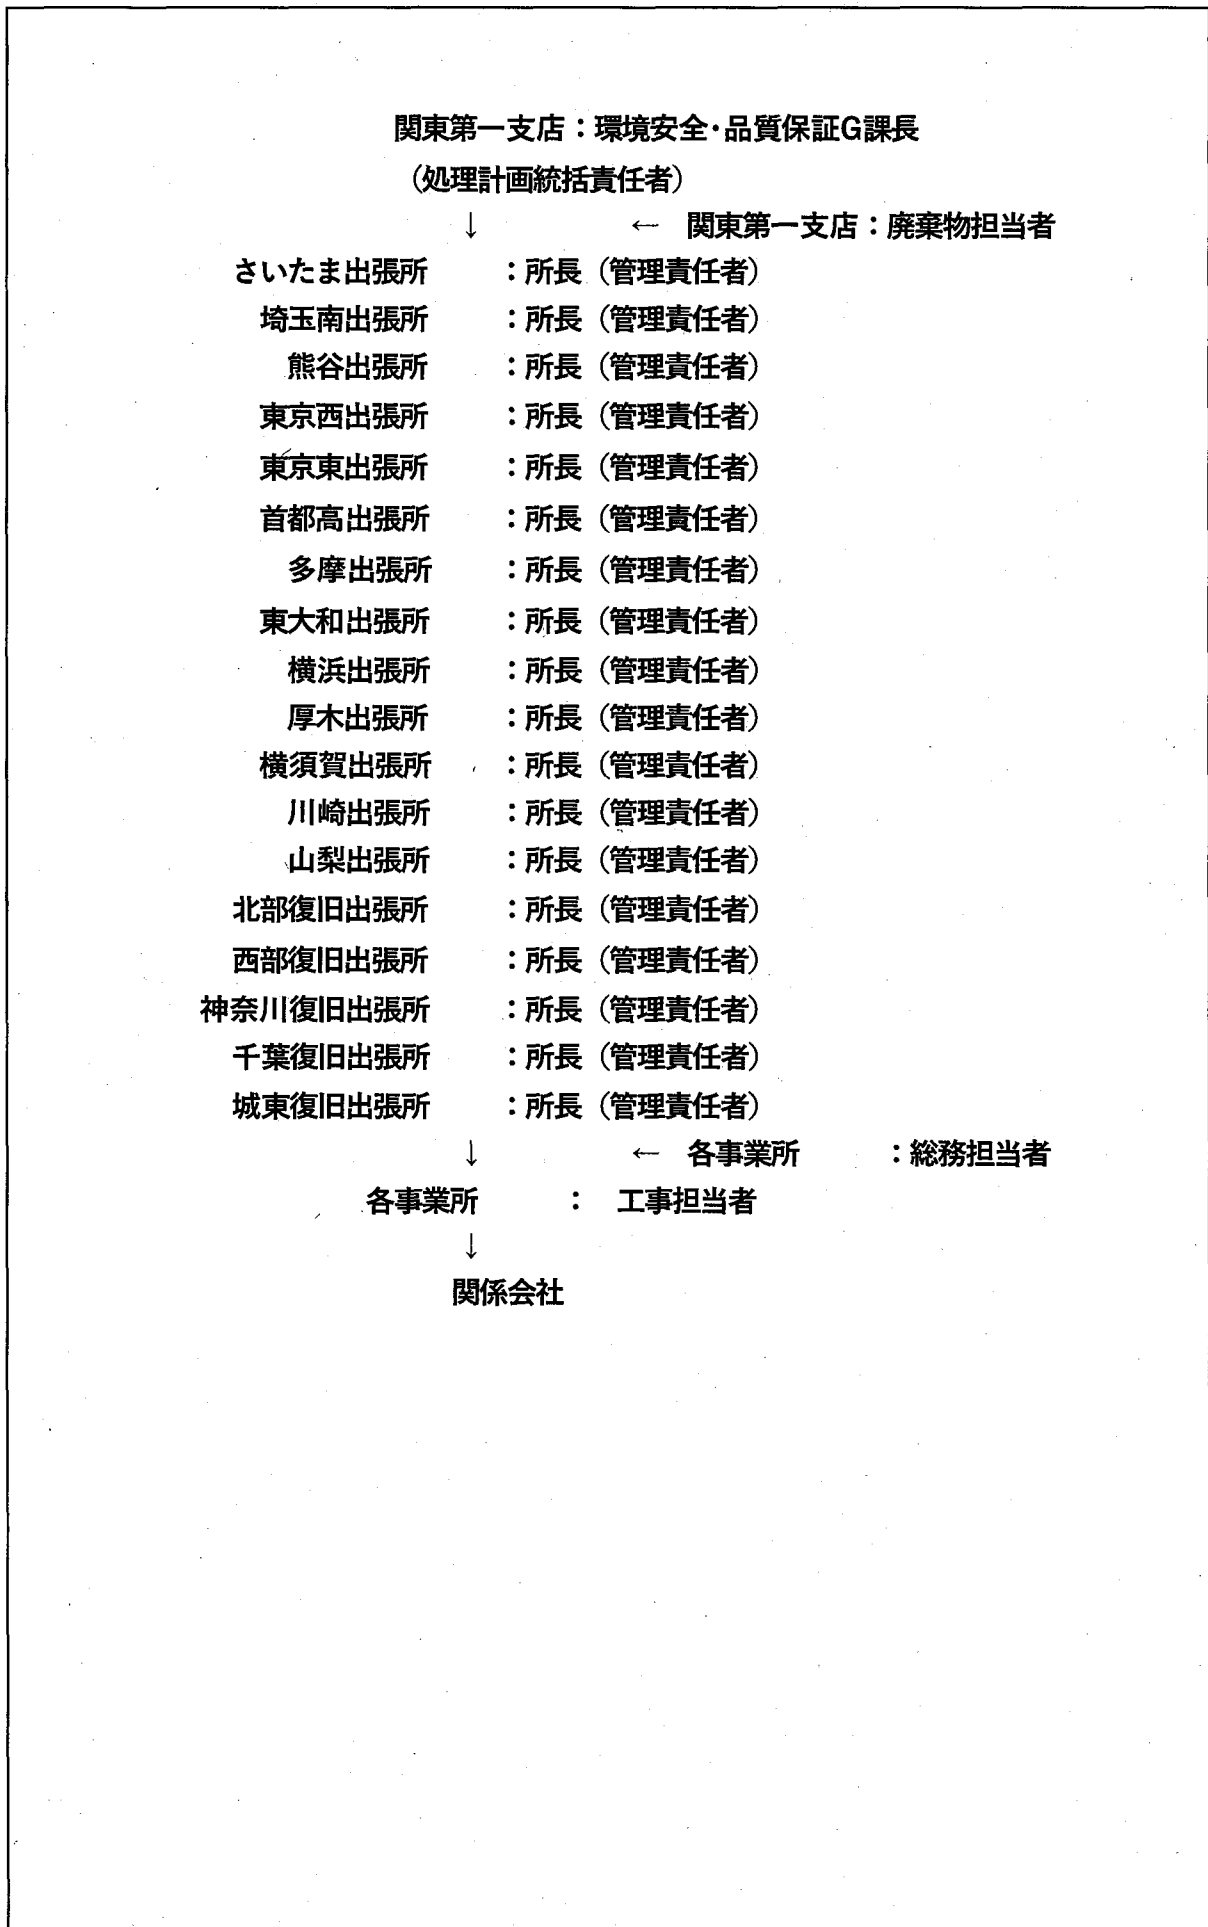 関東第一支店：環境安全・品質保証G課長
（処理計画統括責任者）
↓ ← 関東第一支店：廃棄物担当者
さいたま出張所 ：所長（管理責任者）
埼玉南出張所 ：所長（管理責任者）
熊谷出張所 ：所長（管理責任者）
東京西出張所 ：所長（管理責任者）
東京東出張所 ：所長（管理責任者）
首都高出張所 ：所長（管理責任者）
多摩出張所 ：所長（管理責任者）
東大和出張所 ：所長（管理責任者）
横浜出張所 ：所長（管理責任者）
厚木出張所 ：所長（管理責任者）
横須賀出張所 ：所長（管理責任者）
川崎出張所 ：所長（管理責任者）
山梨出張所 ：所長（管理責任者）
北部復旧出張所 ：所長（管理責任者）
西部復旧出張所 ：所長（管理責任者）
神奈川復旧出張所 ：所長（管理責任者）
千葉復旧出張所 ：所長（管理責任者）
城東復旧出張所 ：所長（管理責任者）
↓ ← 各事業所 ：総務担当者
各事業所 ： 工事担当者
↓
関係会社